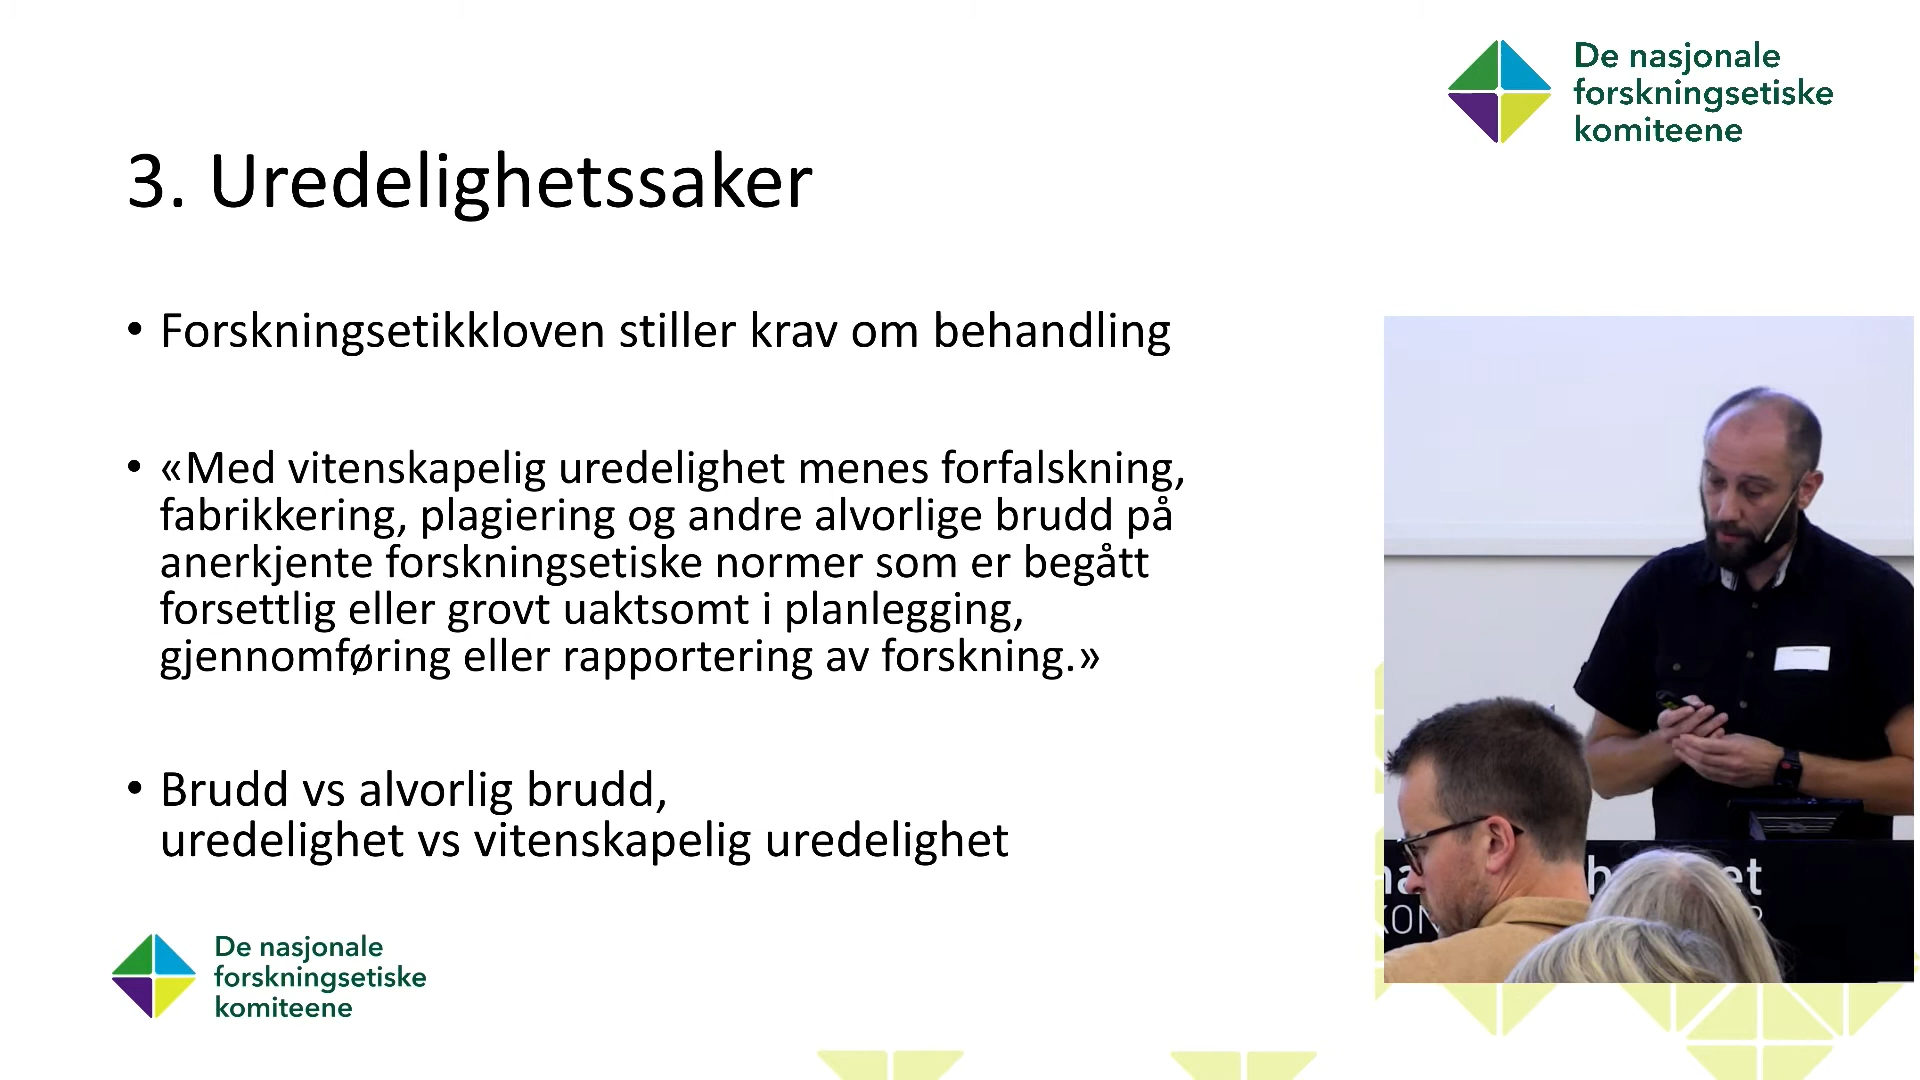 De nasjonale
forskningsetiske
komiteene
3. Uredelighetssaker
• Forskningsetikkloven stiller krav om behandling
• «Med vitenskapelig uredelighet menes forfalskning,
fabrikkering, plagiering og andre alvorlige brudd på
anerkjente forskningsetiske normer som er begått
forsettlig eller grovt uaktsomt i planlegging,
gjennomføring eller rapportering av forskning.»
• Brudd vs alvorlig brudd,
uredelighet vs vitenskapelig uredelighet
De nasjonale
forskningsetiske
komiteene